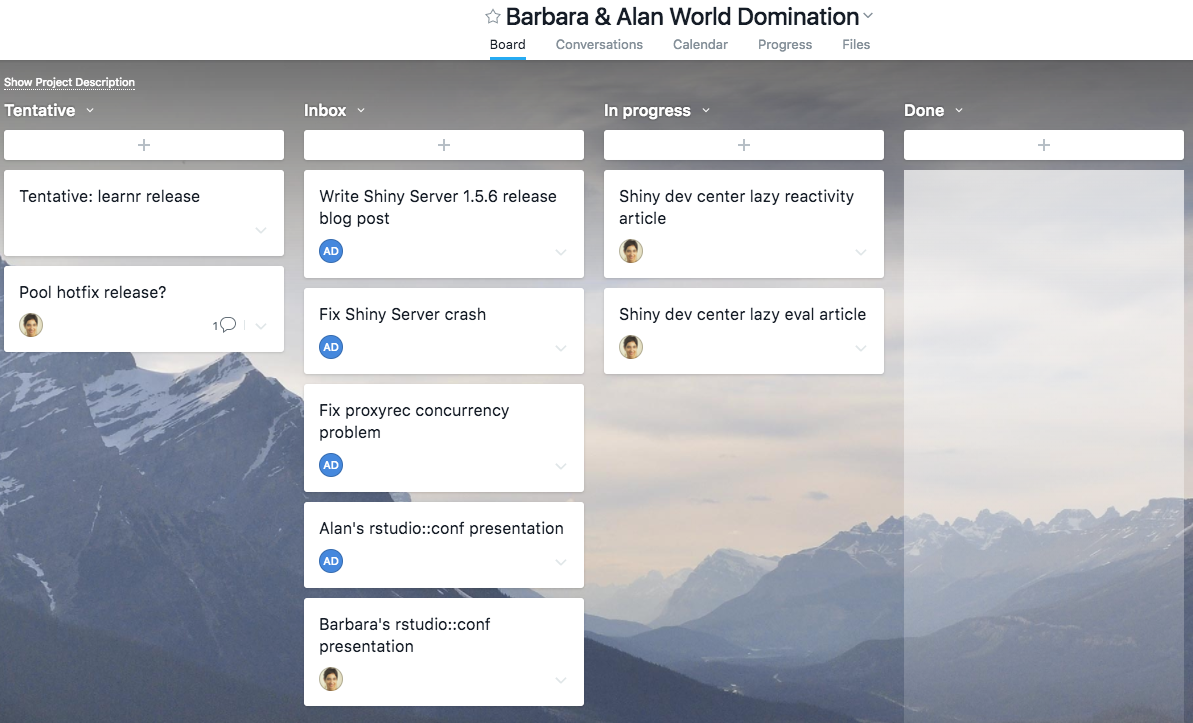 Barbara & Alan World Domination
Board Conversations Calendar Progress Files
Show Project Description
Tentative
Tentative: learnr release
Pool hotfix release?
1
Inbox
Write Shiny Server 1.5.6 release
blog post
AD
Fix Shiny Server crash
AD
Fix proxyrec concurrency
problem
AD
Alan's rstudio::conf presentation
AD
Barbara's rstudio::conf
presentation
In progress
Shiny dev center lazy reactivity
article
Shiny dev center lazy eval article
Done